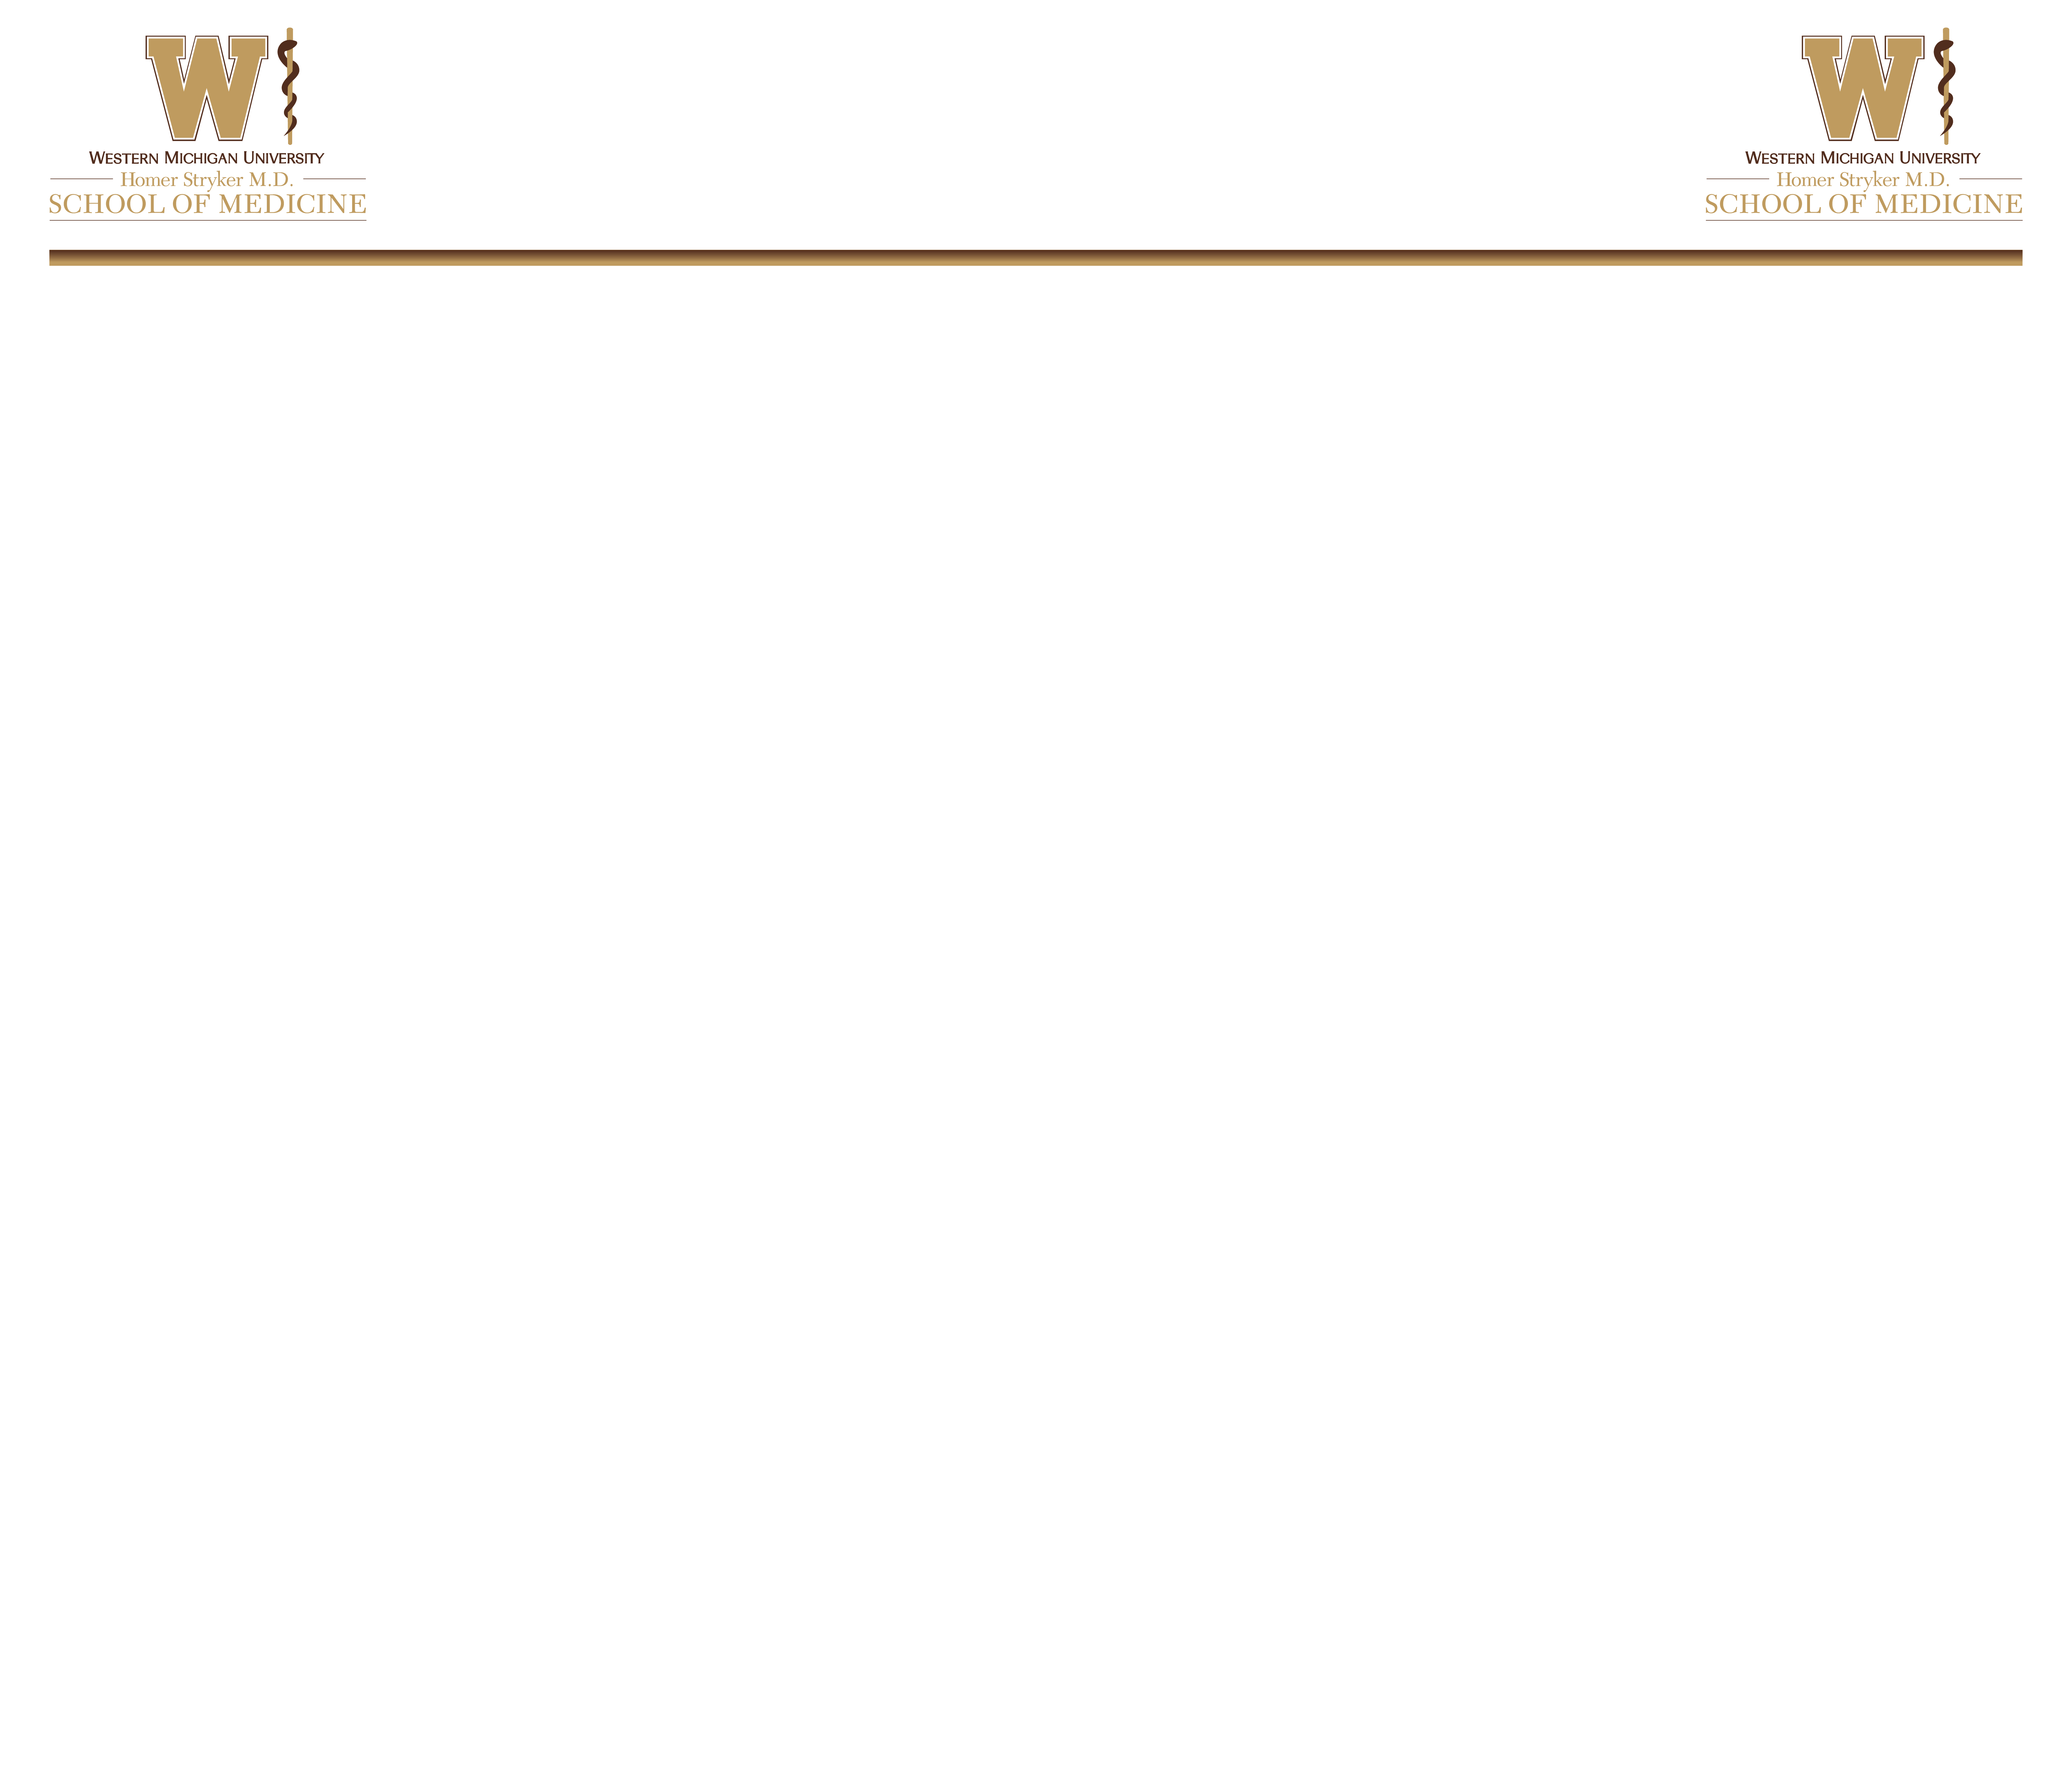 W
WESTERN MICHIGAN UNIVERSITY
Homer Stryker M.D.
SCHOOL OF MEDICINE
W
WESTERN MICHIGAN UNIVERSITY
Homer Stryker M.D.
SCHOOL OF MEDICINE